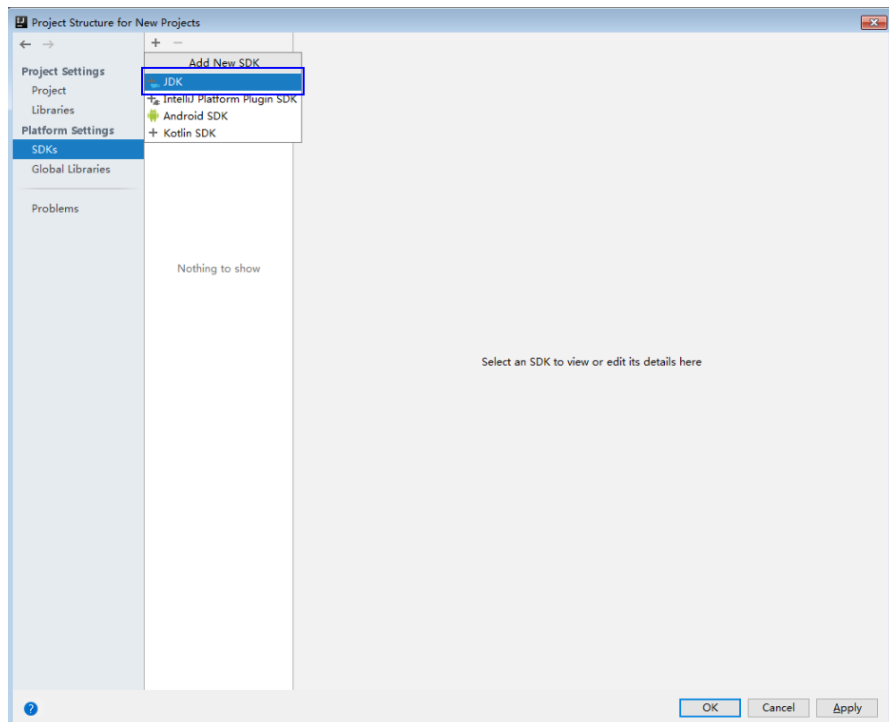 Project Structure for New Projects
Add New SDK
JDK
IntelliJ Platform Plugin SDK
Android SDK
Kotlin SDK
Project Settings
Project
Libraries
Platform Settings
SDKs
Global Libraries
Problems
Nothing to show
Select an SDK to view or edit its details here
OK
Cancel
Apply